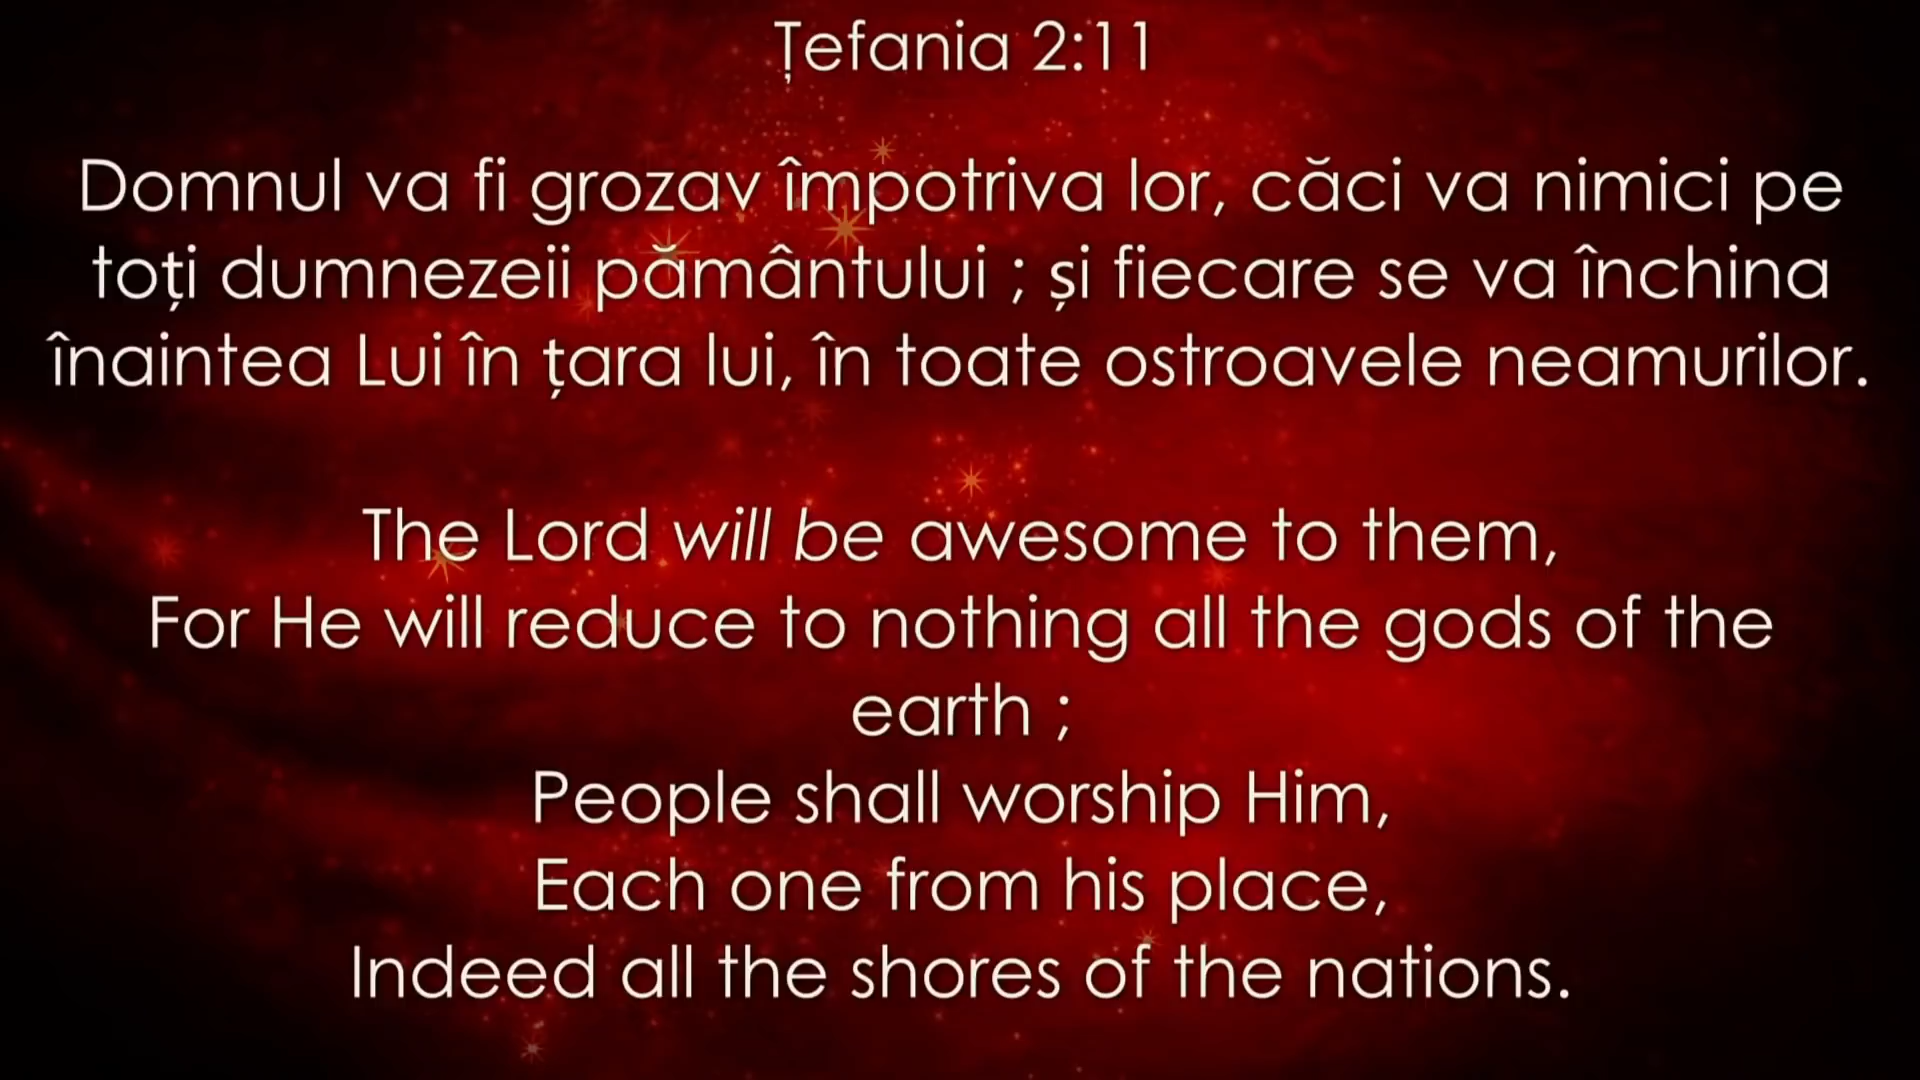 Țefania 2:11
Domnul va fi grozav împotriva lor, căci va nimici pe
toți dumnezeii pământului ; și fiecare se va închina
înaintea Lui în țara lui, în toate ostroavele neamurilor.
The Lord will be awesome to them,
For He will reduce to nothing all the gods of the
earth ;
People shall worship Him,
Each one from his place,
Indeed all the shores of the nations.